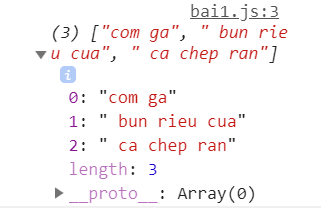 bai1.js:3
(3) ["com ga", " bun rie
u cua", " ca chep ran"]
i
0: "com ga"
1: " bun rieu cua"
2: " ca chep ran"
length: 3
__proto__: Array(0)